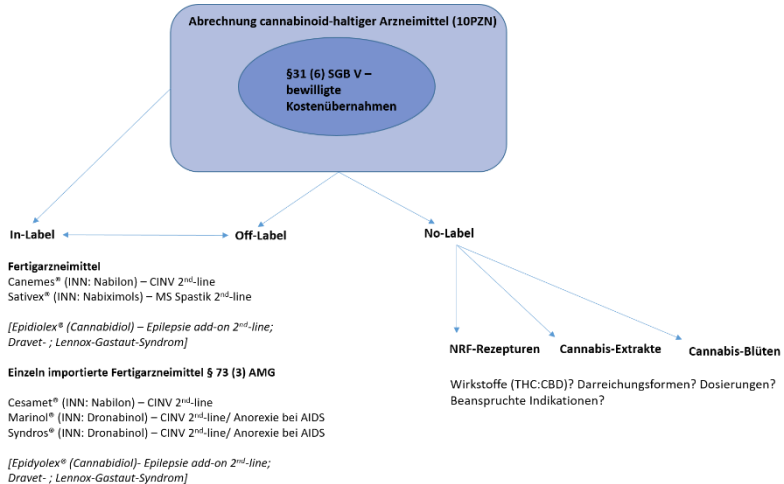 Abrechnung cannabinoid-haltiger Arzneimittel (10PZN)
§31 (6) SGB V –
bewilligte
Kostenübernahmen
In-Label
Off-Label
No-Label
Fertigarzneimittel
Canemes® (INN: Nabilon) – CINV 2nd-line
Sativex® (INN: Nabiximols) – MS Spastik 2nd-line
[Epidiolex® (Cannabidiol) – Epilepsie add-on 2nd-line;
Dravet- ; Lennox-Gastaut-Syndrom]
Einzeln importierte Fertigarzneimittel § 73 (3) AMG
Cesamet® (INN: Nabilon) – CINV 2nd-line
Marinol® (INN: Dronabinol) – CINV 2nd-line/ Anorexie bei AIDS
Syndros® (INN: Dronabinol) – CINV 2nd-line/ Anorexie bei AIDS
[Epidyolex® (Cannabidiol)- Epilepsie add-on 2nd-line;
Dravet- ; Lennox-Gastaut-Syndrom]
NRF-Rezepturen
Cannabis-Extrakte
Cannabis-Blüten
Wirkstoffe (THC:CBD)? Darreichungsformen? Dosierungen?
Beanspruchte Indikationen?